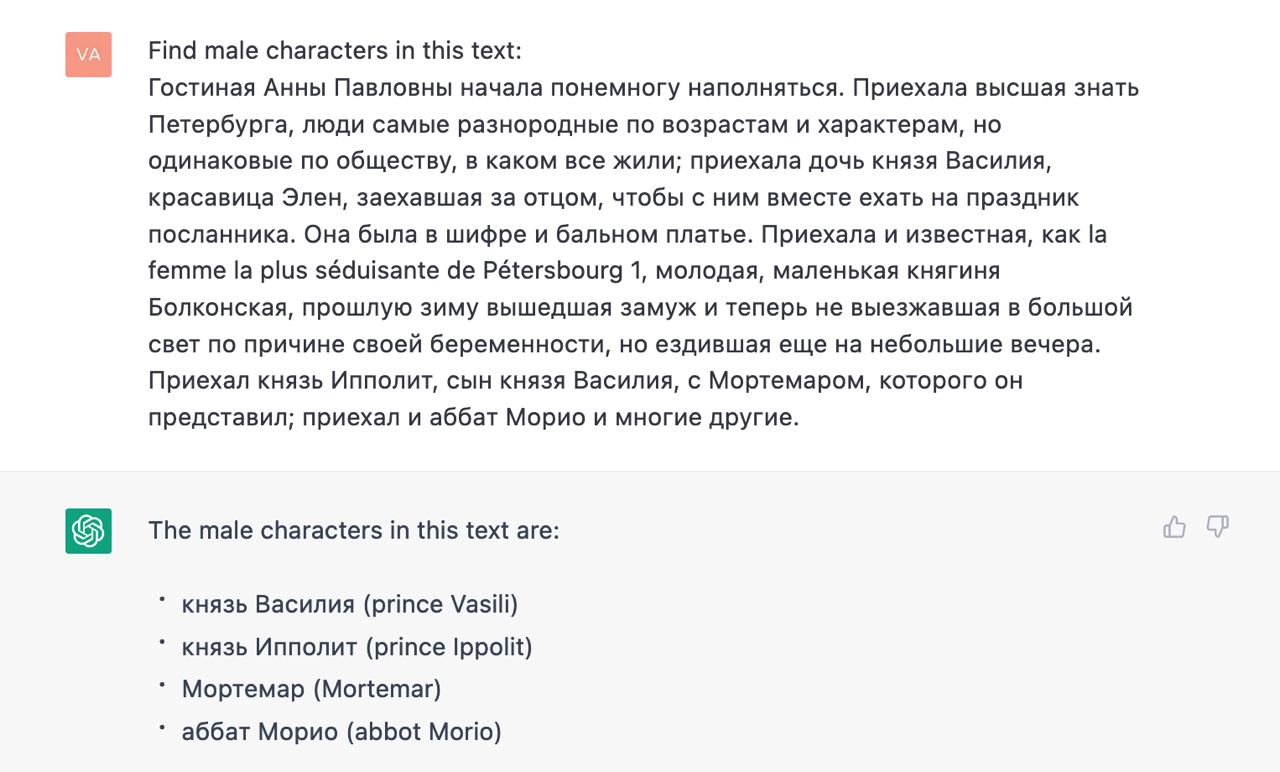 VA
Find male characters in this text:
Гостиная Анны Павловны начала понемногу наполняться. Приехала высшая знать
Петербурга, люди самые разнородные по возрастам и характерам, но
одинаковые по обществу, в каком все жили; приехала дочь князя Василия,
красавица Элен, заехавшая за отцом, чтобы с ним вместе ехать на праздник
посланника. Она была в шифре и бальном платье. Приехала и известная, как la
femme la plus séduisante de Pétersbourg 1, молодая, маленькая княгиня
Болконская, прошлую зиму вышедшая замуж и теперь не выезжавшая в большой
свет по причине своей беременности, но ездившая еще на небольшие вечера.
Приехал князь Ипполит, сын князя Василия, с Мортемаром, которого он
представил; приехал и аббат Морио и многие другие.
The male characters in this text are:
• князь Василия (prince Vasili)
• князь Ипполит (prince Ippolit)
• Мортемар (Mortemar)
• аббат Морио (abbot Morio)